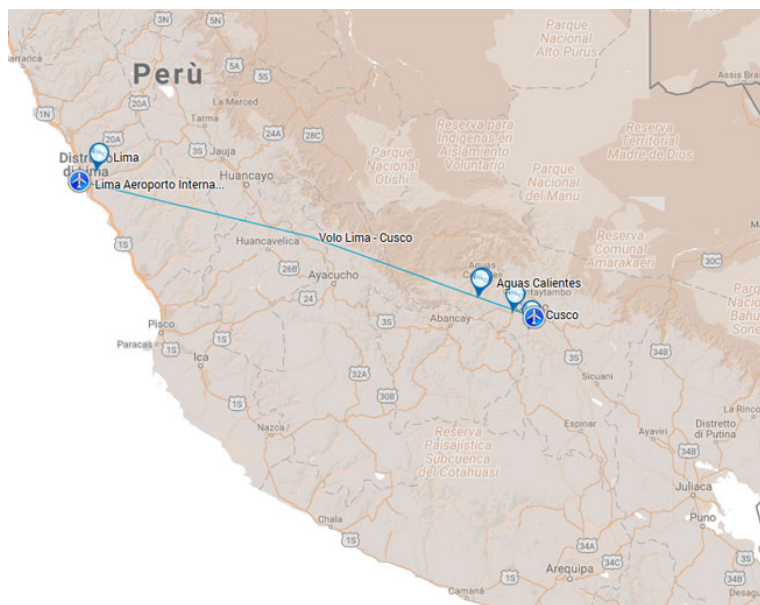 3N
5N
Parque
Nacional
Alto Purus
Perù
5A
5S
La Merced
Assis Bras
1N
20A
Tarma
24A
28C
Reserva para
Indígenas en
Aislamiento
Voluntario
Reserva
Territorial
Madre de Dios
20A
3S
Jauja
Lima
Distretto
di Lima
Huancayo
Parque
Nacional
Otishi
Parque
Nacional
del Manu
Lima Aeroporto Interna...
1S
Huancavelica
Volo Lima - Cusco
Reserva
Comunal
Amarakaeri
30C
26B
Ayacucho
Aguas
Aguas Calientes
24
Cusco
Pisco
Paracas
1S
3S
Abancay
Ica
3S
34B
32A
Sicuani
30B
1S
La Rinco
Espinar
Ayaviri
Distretto
di Putina
Nazca
Reserva
Paisajística
Subcuenca
del Cotahuasi
34B
Juliaca
Puno
Chala
1S
34A
34C
3S
Arequipa
Camaná
1S
34B
Desagu